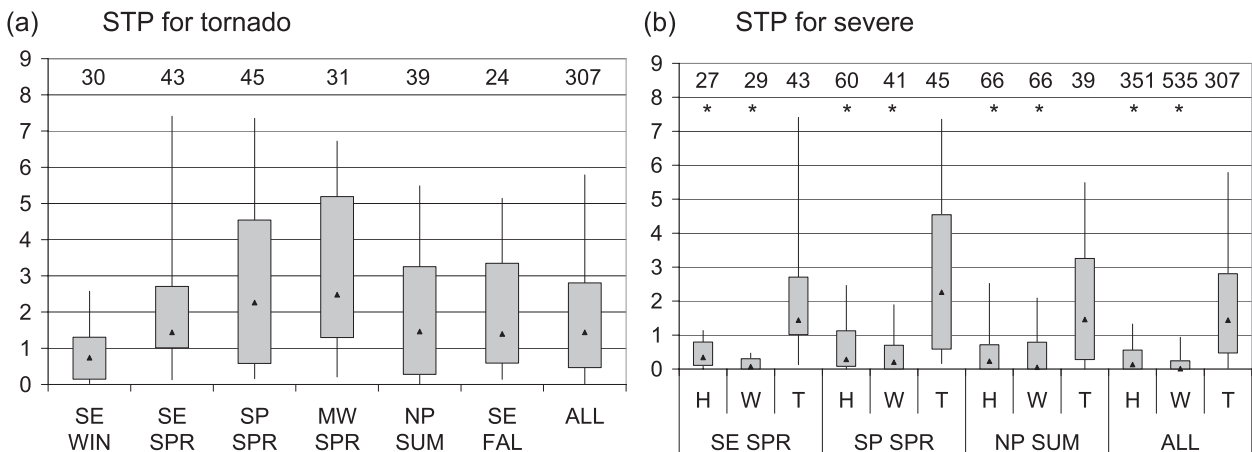 (a) STP for tornado
9
8
7
6
5
4
3
2
1
0
30 43 45 31 39 24 307
SE SE SP MW NP SE ALL
WIN SPR SPR SPR SUM FAL
(b) STP for severe
9
8
7
6
5
4
3
2
1
0
27 29 43 60 41 45 66 66 39 351 535 307
* * * * * * * *
H W T H W T H W T H W T
SE SPR SP SPR NP SUM ALL